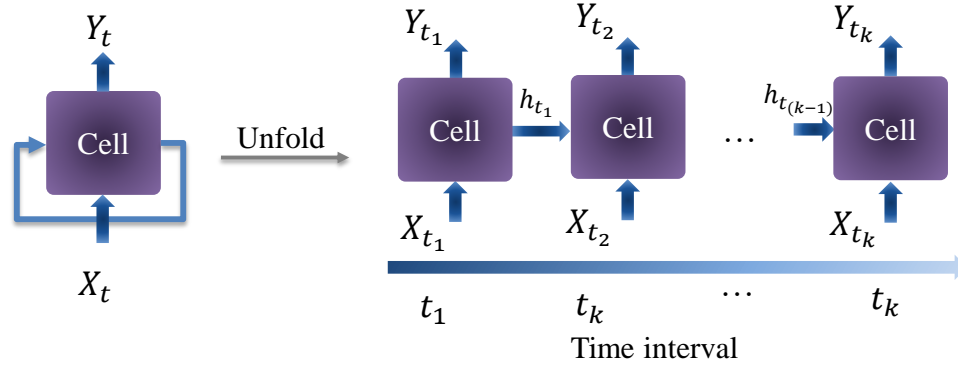 Y_t
Y_{t_1} Y_{t_2} Y_{t_k}
h_{t_1} h_{t_{(k-1)}}
Cell Unfold Cell Cell … Cell
X_{t_1} X_{t_2} X_{t_k}
X_t
t_1 t_k … t_k
Time interval